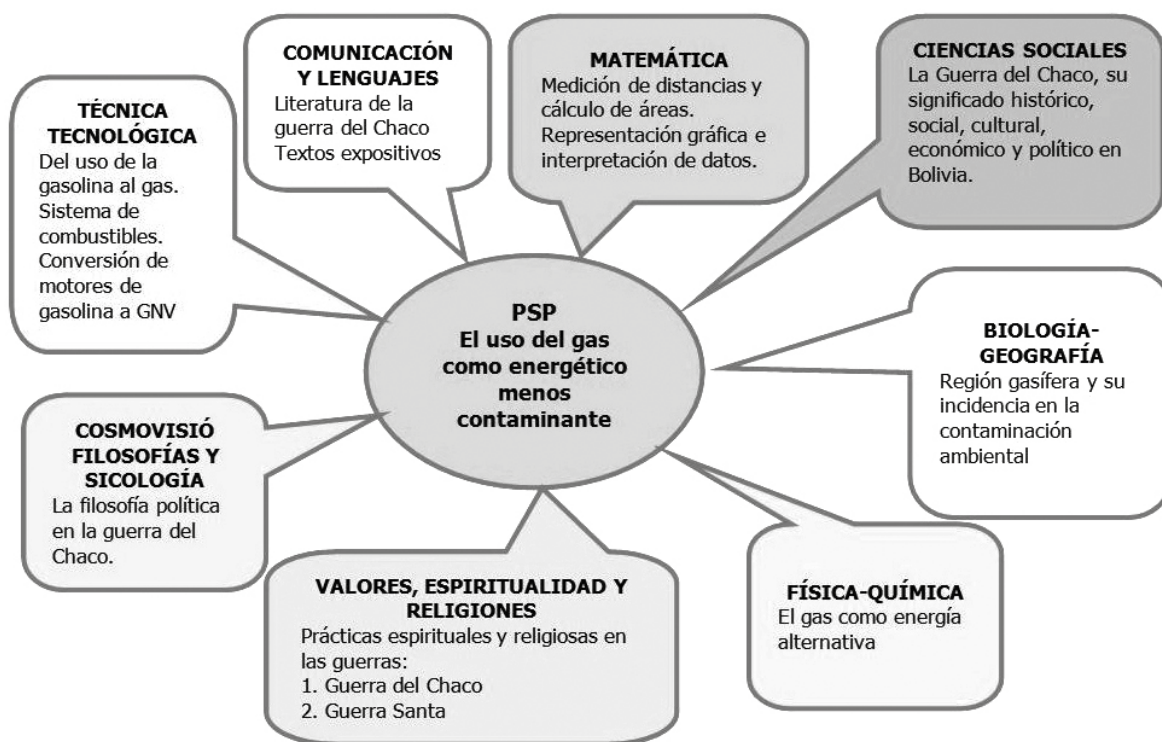 COMUNICACIÓN
Y LENGUAJES
Literatura de la
guerra del Chaco
Textos expositivos
MATEMÁTICA
Medición de distancias y
cálculo de áreas.
Representación gráfica e
interpretación de datos.
CIENCIAS SOCIALES
La Guerra del Chaco, su
significado histórico,
social, cultural,
económico y político en
Bolivia.
TÉCNICA
TECNOLÓGICA
Del uso de la
gasolina al gas.
Sistema de
combustibles.
Conversión de
motores de
gasolina a GNV
PSP
El uso del gas
como energético
menos
contaminante
BIOLOGÍA-
GEOGRAFÍA
Región gasífera y su
incidencia en la
contaminación
ambiental
COSMOVISIÓ
FILOSOFÍAS Y
SICOLOGÍA
La filosofía política
en la guerra del
Chaco.
VALORES, ESPIRITUALIDAD Y
RELIGIONES
Prácticas espirituales y religiosas en
las guerras:
1. Guerra del Chaco
2. Guerra Santa
FÍSICA-QUÍMICA
El gas como energía
alternativa